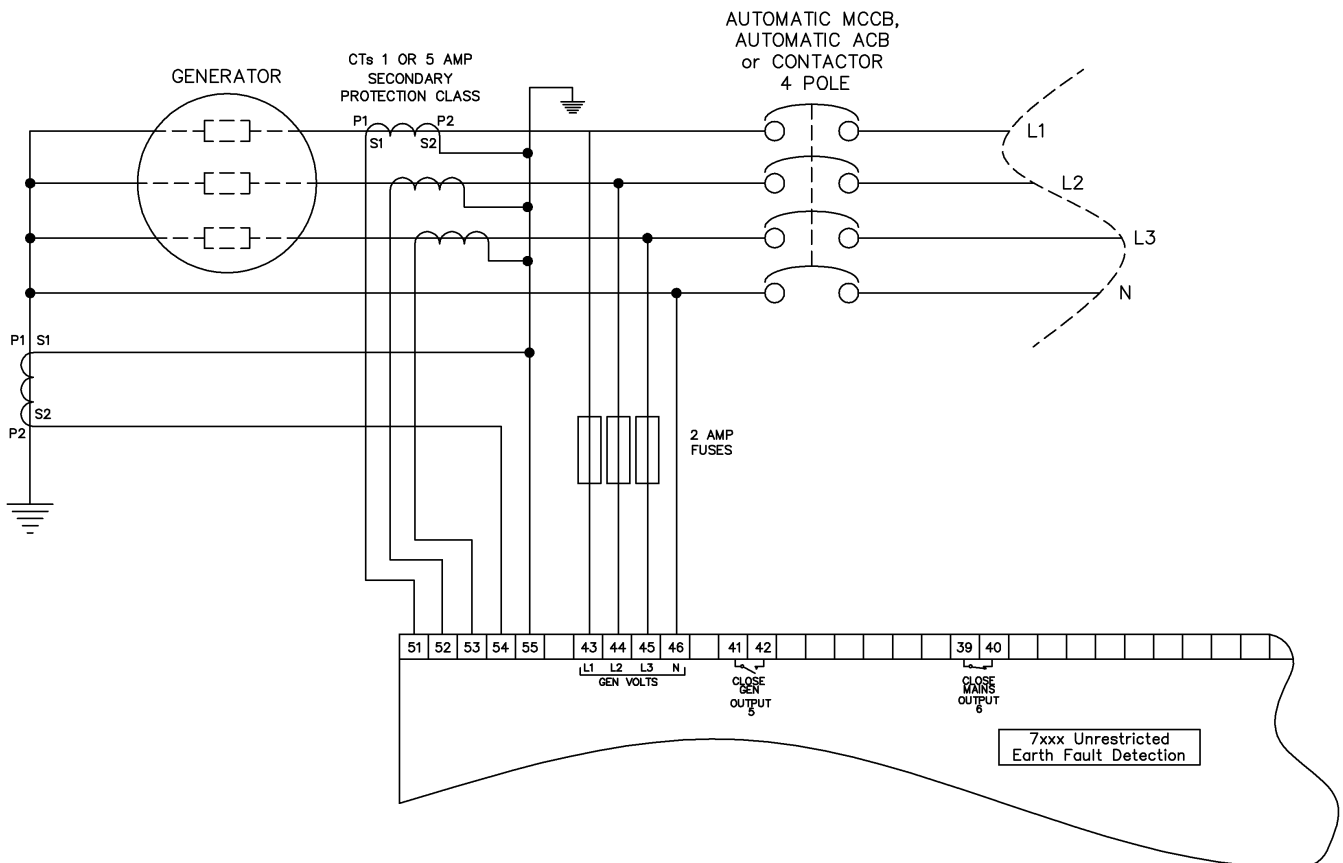 AUTOMATIC MCCB,
AUTOMATIC ACB
or CONTACTOR
4 POLE
CTs 1 OR 5 AMP
SECONDARY
PROTECTION CLASS
GENERATOR
P1 P2
S1 S2
L1
L2
L3
N
P1 S1
S2
P2
2 AMP
FUSES
51 52 53 54 55 43 44 45 46 41 42 39 40
L1 L2 L3 N
GEN VOLTS
CLOSE
GEN
OUTPUT
5
CLOSE
MAINS
OUTPUT
6
7xxx Unrestricted
Earth Fault Detection